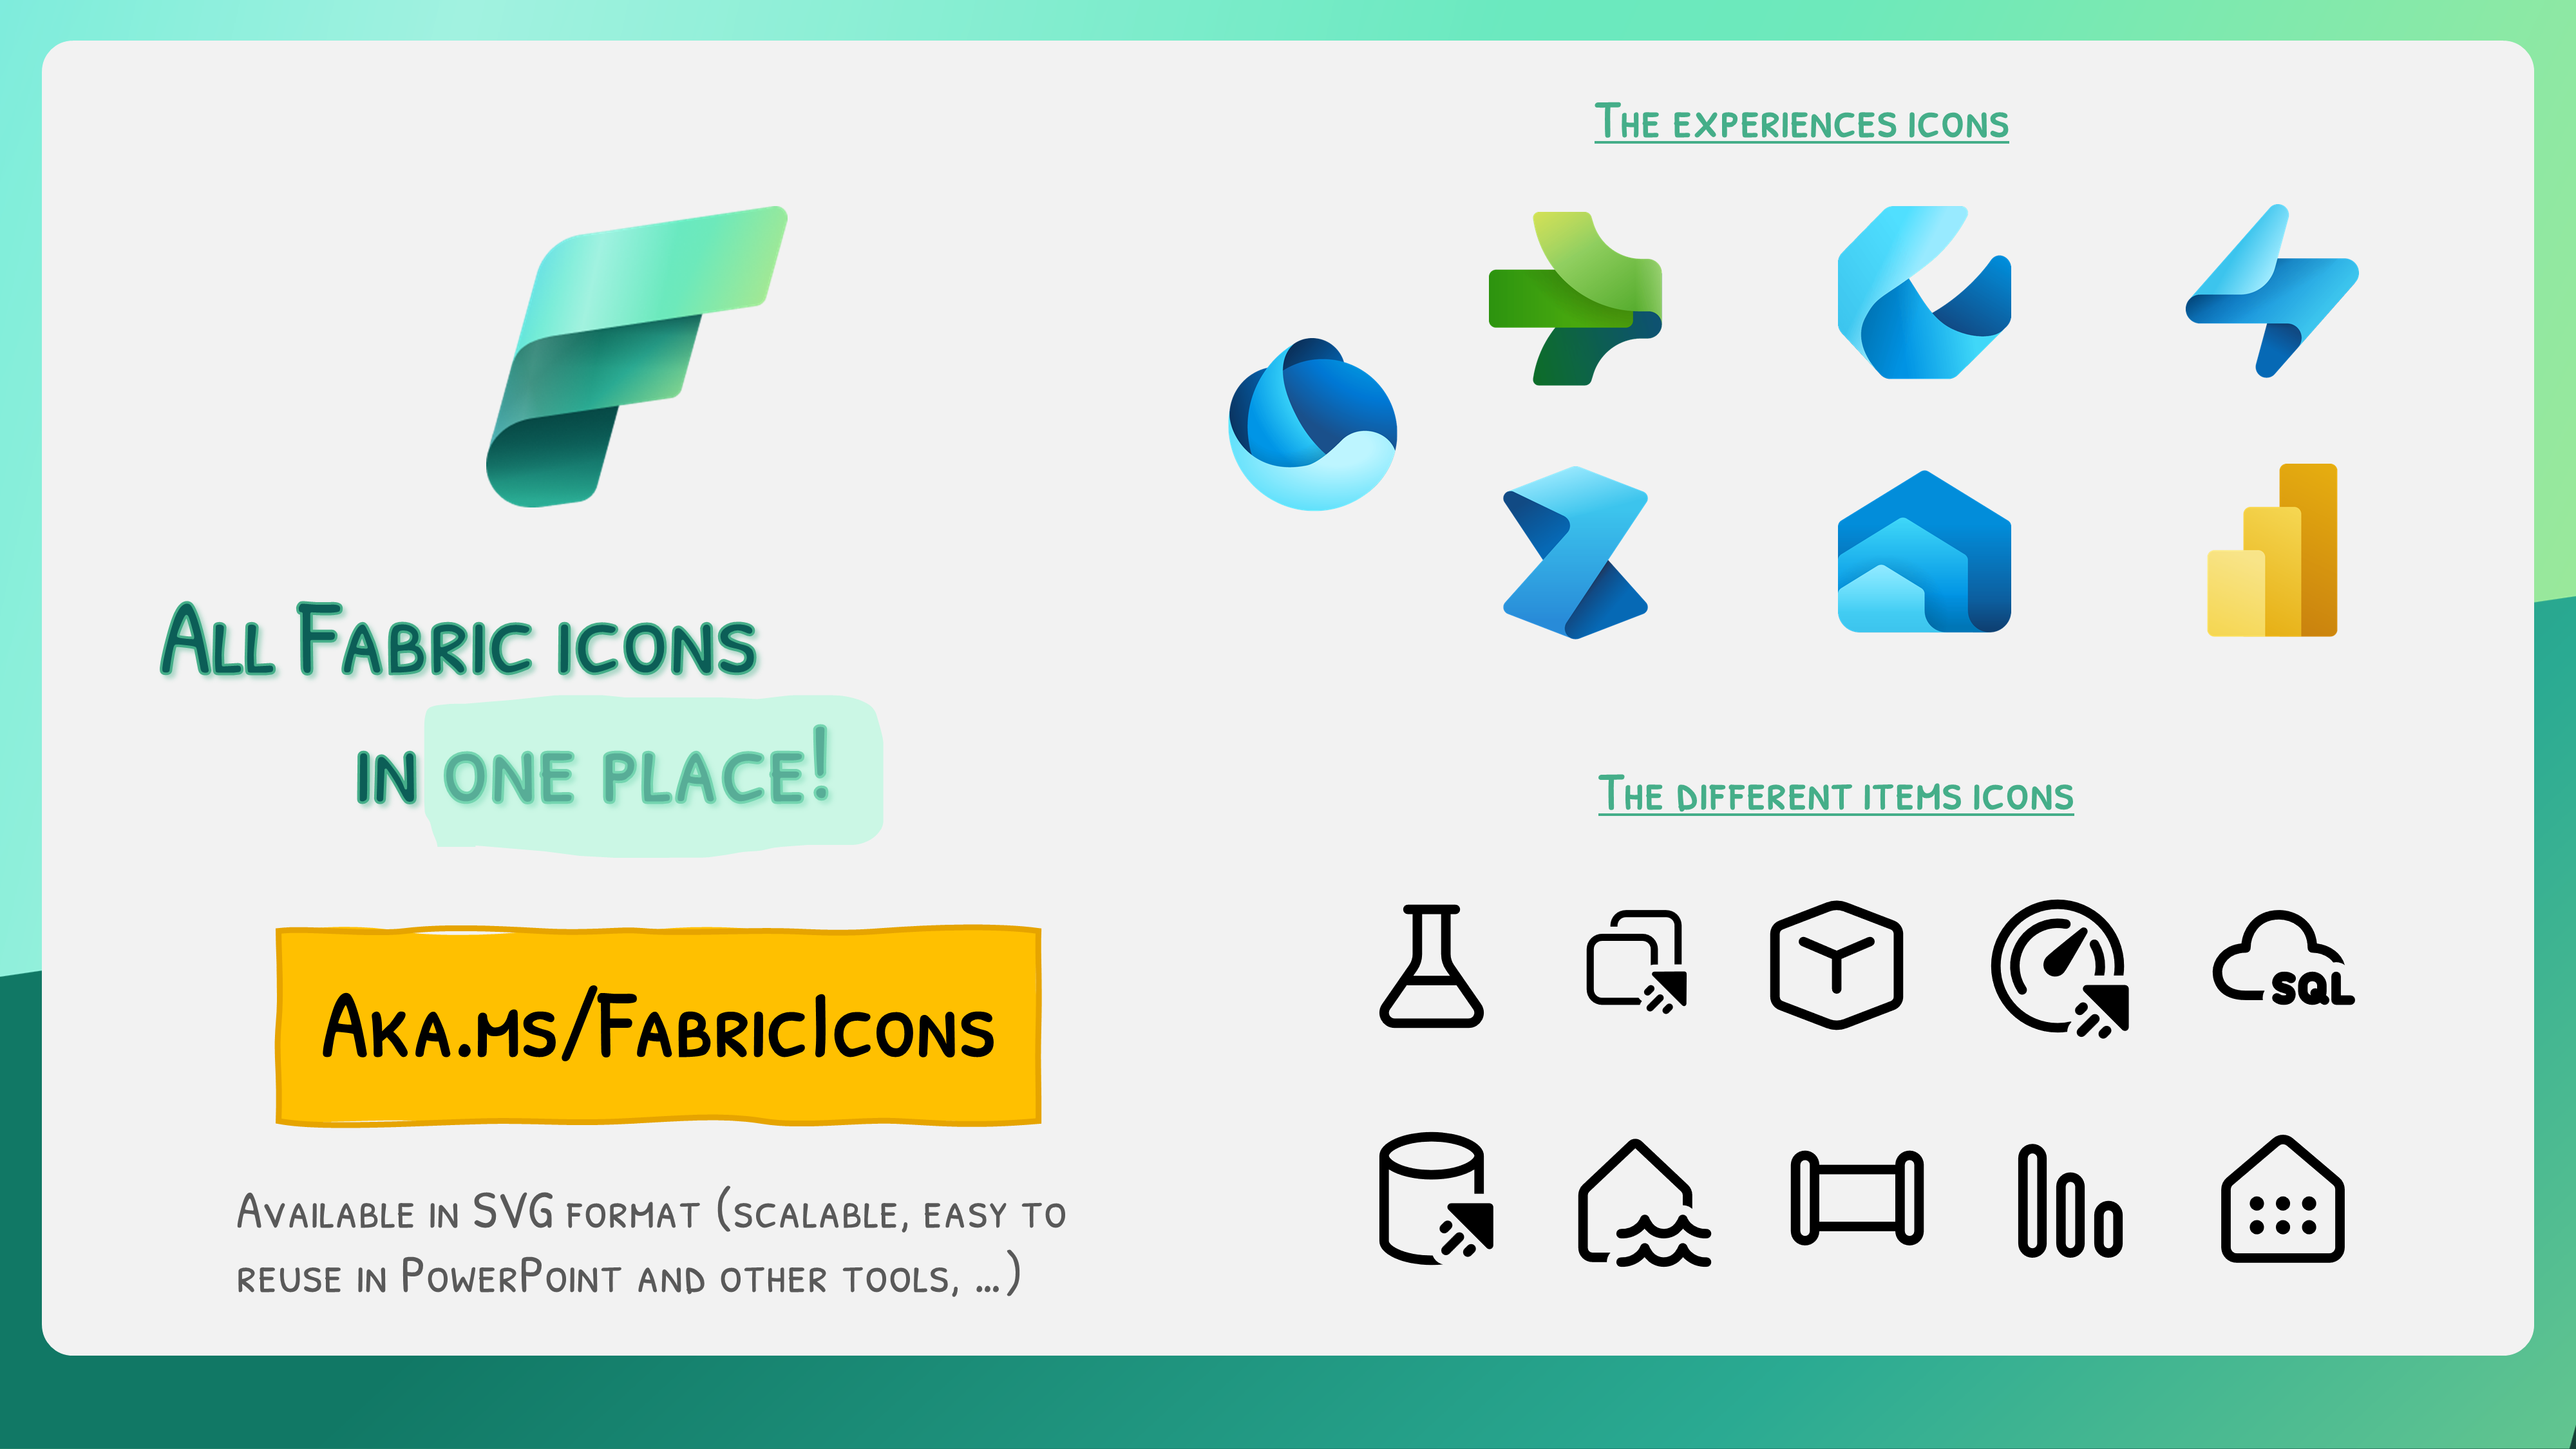 The experiences icons
All Fabric icons
in one place!
The different items icons
SQL
Aka.ms/FabricIcons
Available in SVG format (scalable, easy to
reuse in PowerPoint and other tools, ...)